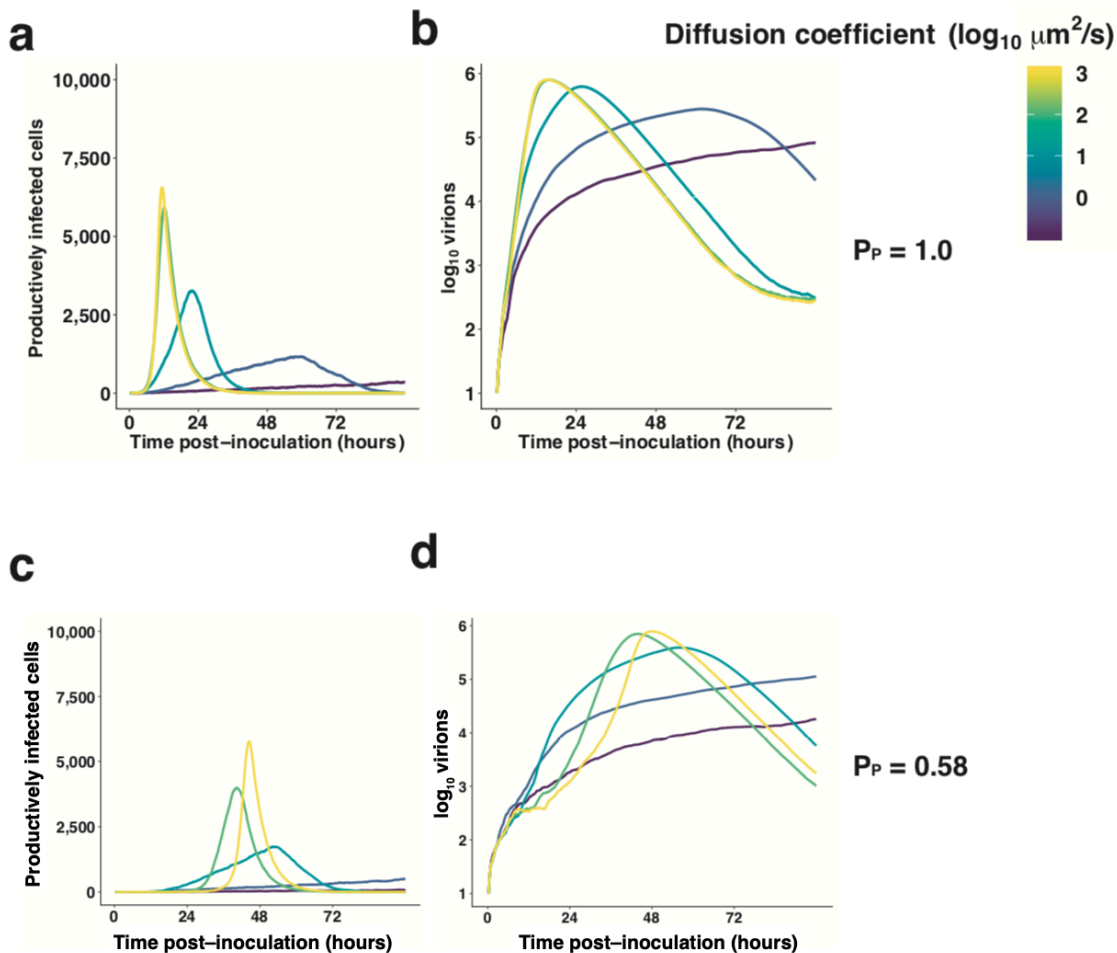 a
b
Diffusion coefficient (log₁₀ μm²/s)
3
2
1
0
Productively infected cells
10,000
7,500
5,000
2,500
0
0 24 48 72
Time post–inoculation (hours)
log₁₀ virions
6
5
4
3
2
1
0 24 48 72
Time post–inoculation (hours)
Pₚ = 1.0
c
d
Productively infected cells
10,000
7,500
5,000
2,500
0
0 24 48 72
Time post–inoculation (hours)
log₁₀ virions
6
5
4
3
2
1
0 24 48 72
Time post–inoculation (hours)
Pₚ = 0.58